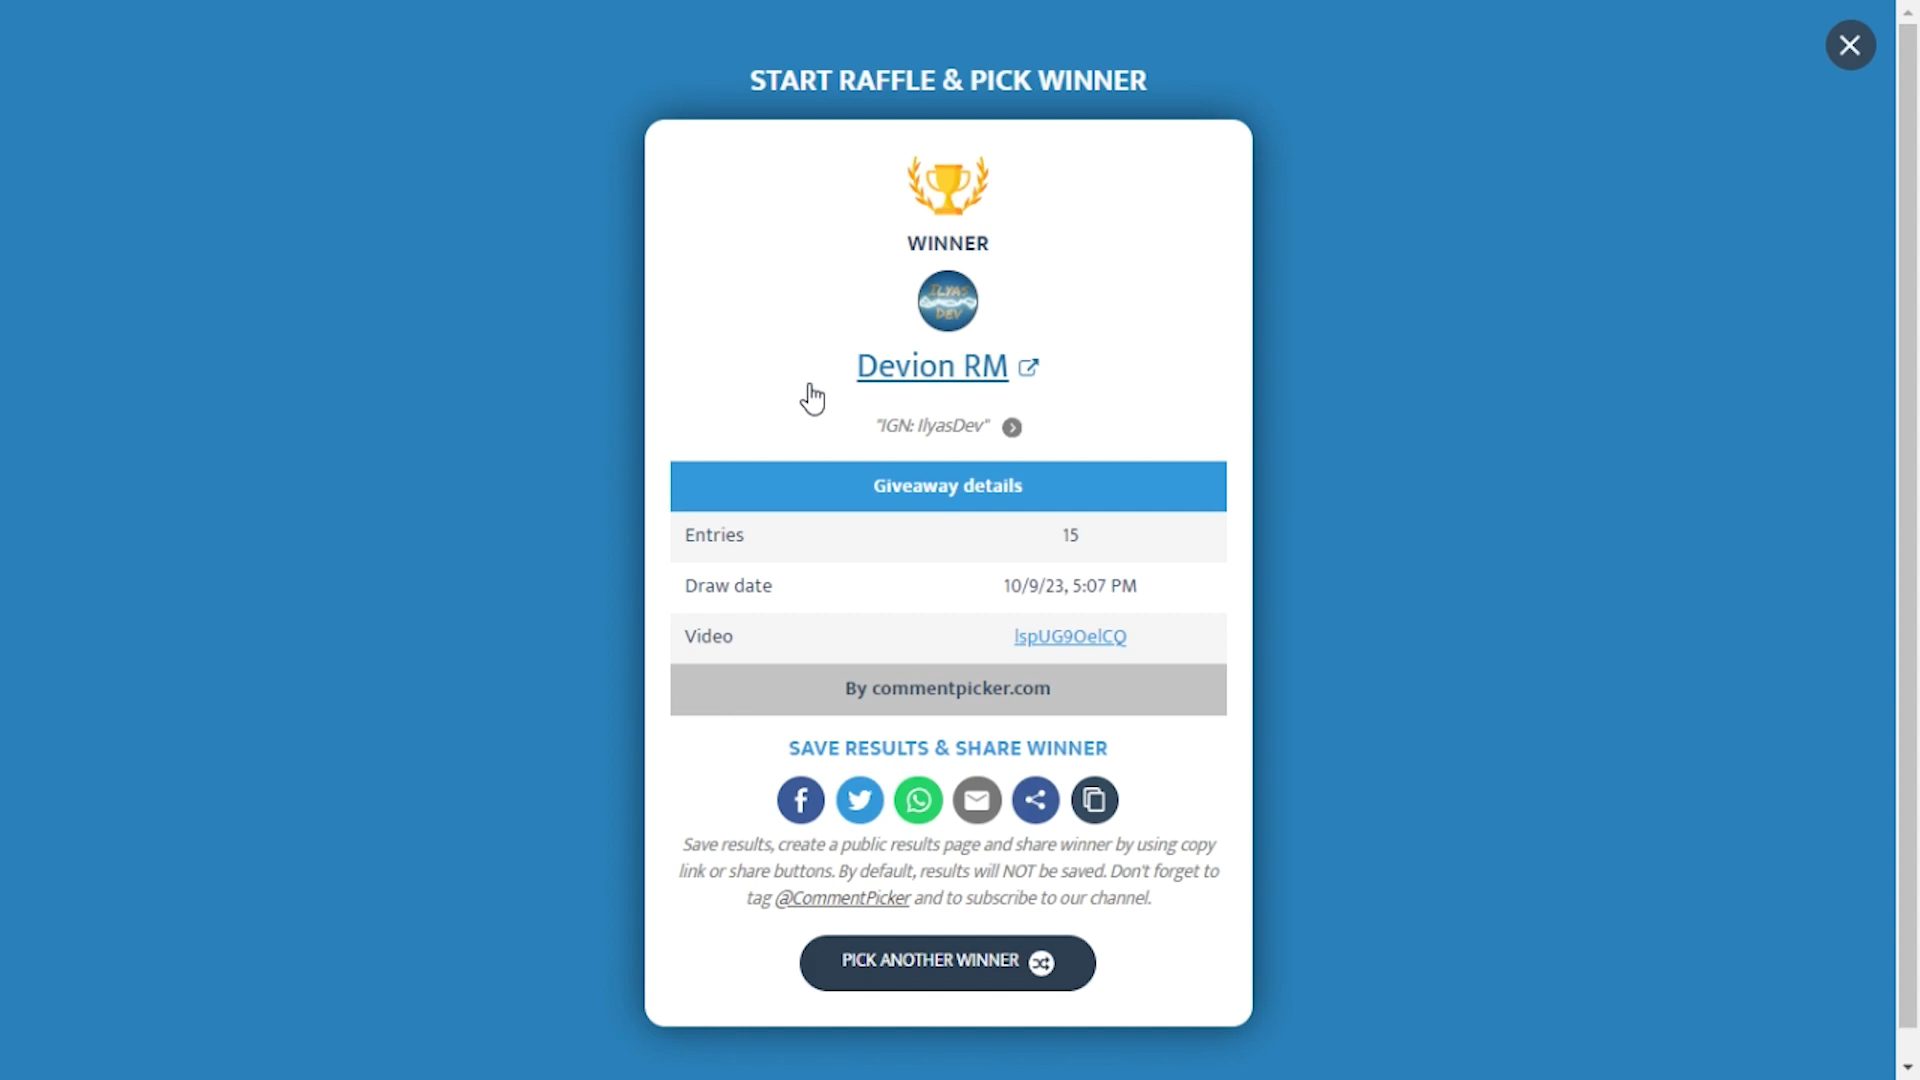 START RAFFLE & PICK WINNER
WINNER
ILYAS
DEV
Devion RM
"IGN: IlyasDev"
Giveaway details
Entries 15
Draw date 10/9/23, 5:07 PM
Video lspUG9OelCQ
By commentpicker.com
SAVE RESULTS & SHARE WINNER
Save results, create a public results page and share winner by using copy
link or share buttons. By default, results will NOT be saved. Don't forget to
tag @CommentPicker and to subscribe to our channel.
PICK ANOTHER WINNER